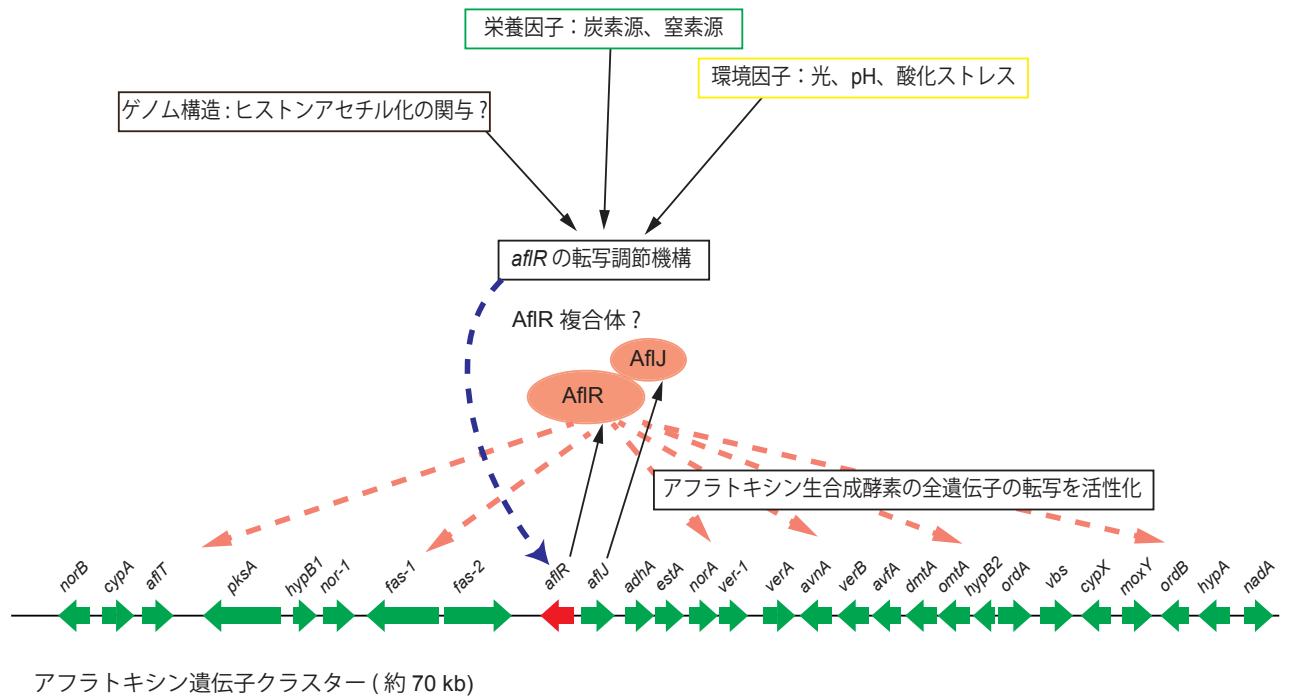 栄養因子：炭素源、窒素源
環境因子：光、pH、酸化ストレス
ゲノム構造 : ヒストンアセチル化の関与 ?
aflR の転写調節機構
AflR 複合体 ?
AflJ
AflR
アフラトキシン生合成酵素の全遺伝子の転写を活性化
norB
cypA
aflT
pksA
hypB1
nor-1
fas-1
fas-2
aflR
aflJ
adhA
estA
norA
ver-1
verA
avnA
verB
avfA
dmtA
omtA
hypB2
ordA
vbs
cypX
moxY
ordB
hypA
nadA
アフラトキシン遺伝子クラスター ( 約 70 kb)